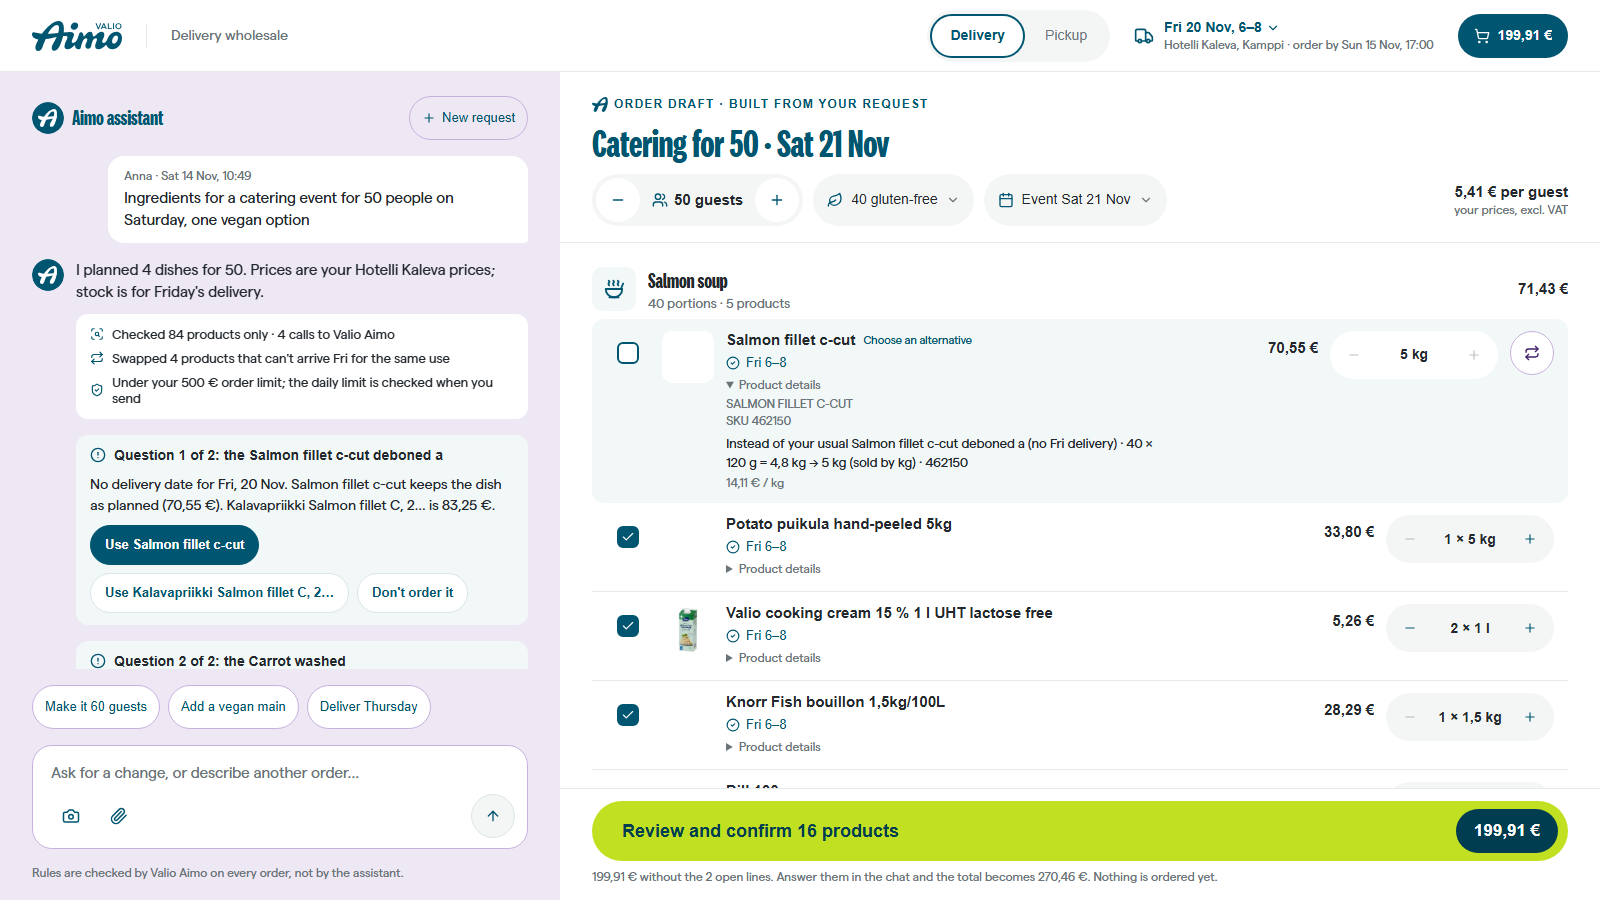 Aimo VALIO
Delivery wholesale
Delivery
Pickup
Fri 20 Nov, 6–8
Hotelli Kaleva, Kamppi · order by Sun 15 Nov, 17:00
199,91 €
Aimo assistant
+ New request
Anna · Sat 14 Nov, 10:49
Ingredients for a catering event for 50 people on
Saturday, one vegan option
I planned 4 dishes for 50. Prices are your Hotelli Kaleva prices;
stock is for Friday's delivery.
Checked 84 products only · 4 calls to Valio Aimo
Swapped 4 products that can't arrive Fri for the same use
Under your 500 € order limit; the daily limit is checked when you
send
Question 1 of 2: the Salmon fillet c-cut deboned a
No delivery date for Fri, 20 Nov. Salmon fillet c-cut keeps the dish
as planned (70,55 €). Kalavapriikki Salmon fillet C, 2... is 83,25 €.
Use Salmon fillet c-cut
Use Kalavapriikki Salmon fillet C, 2...
Don't order it
Question 2 of 2: the Carrot washed
Make it 60 guests
Add a vegan main
Deliver Thursday
Ask for a change, or describe another order...
Rules are checked by Valio Aimo on every order, not by the assistant.
ORDER DRAFT · BUILT FROM YOUR REQUEST
Catering for 50 · Sat 21 Nov
− 50 guests +
40 gluten-free
Event Sat 21 Nov
5,41 € per guest
your prices, excl. VAT
Salmon soup
40 portions · 5 products
71,43 €
Salmon fillet c-cut Choose an alternative
Fri 6–8
▼ Product details
SALMON FILLET C-CUT
SKU 462150
Instead of your usual Salmon fillet c-cut deboned a (no Fri delivery) · 40 ×
120 g = 4,8 kg → 5 kg (sold by kg) · 462150
14,11 € / kg
70,55 €
− 5 kg +
Potato puikula hand-peeled 5kg
Fri 6–8
▶ Product details
33,80 €
− 1 × 5 kg +
Valio cooking cream 15 % 1 l UHT lactose free
Fri 6–8
▶ Product details
5,26 €
− 2 × 1 l +
Knorr Fish bouillon 1,5kg/100L
Fri 6–8
▶ Product details
28,29 €
− 1 × 1,5 kg +
Review and confirm 16 products
199,91 €
199,91 € without the 2 open lines. Answer them in the chat and the total becomes 270,46 €. Nothing is ordered yet.